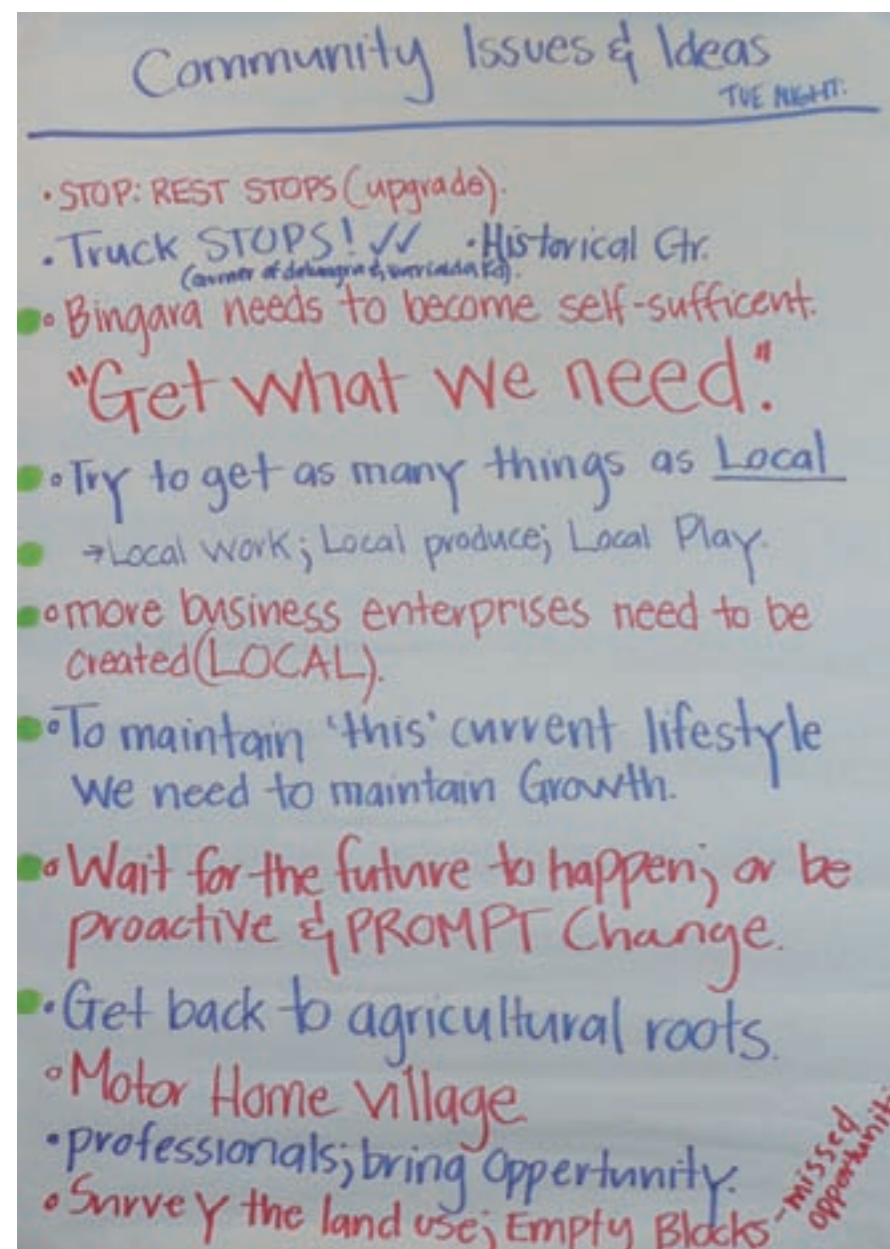 Community Issues & Ideas
TUE NIGHT.
• STOP: REST STOPS (upgrade).
• Truck STOPS! ✓✓ • Historical Ctr.
(corner of
• Bingara needs to become self-sufficent.
"Get what we need".
• Try to get as many things as Local
→ Local work; Local produce; Local Play.
• more business enterprises need to be
created (LOCAL).
• To maintain 'this' current lifestyle
we need to maintain Growth.
• Wait for the future to happen; or be
proactive & PROMPT Change.
• Get back to agricultural roots.
• Motor Home Village
• professionals; bring Oppertunity.
• Survey the land use; Empty Blocks - missed
opportuniti